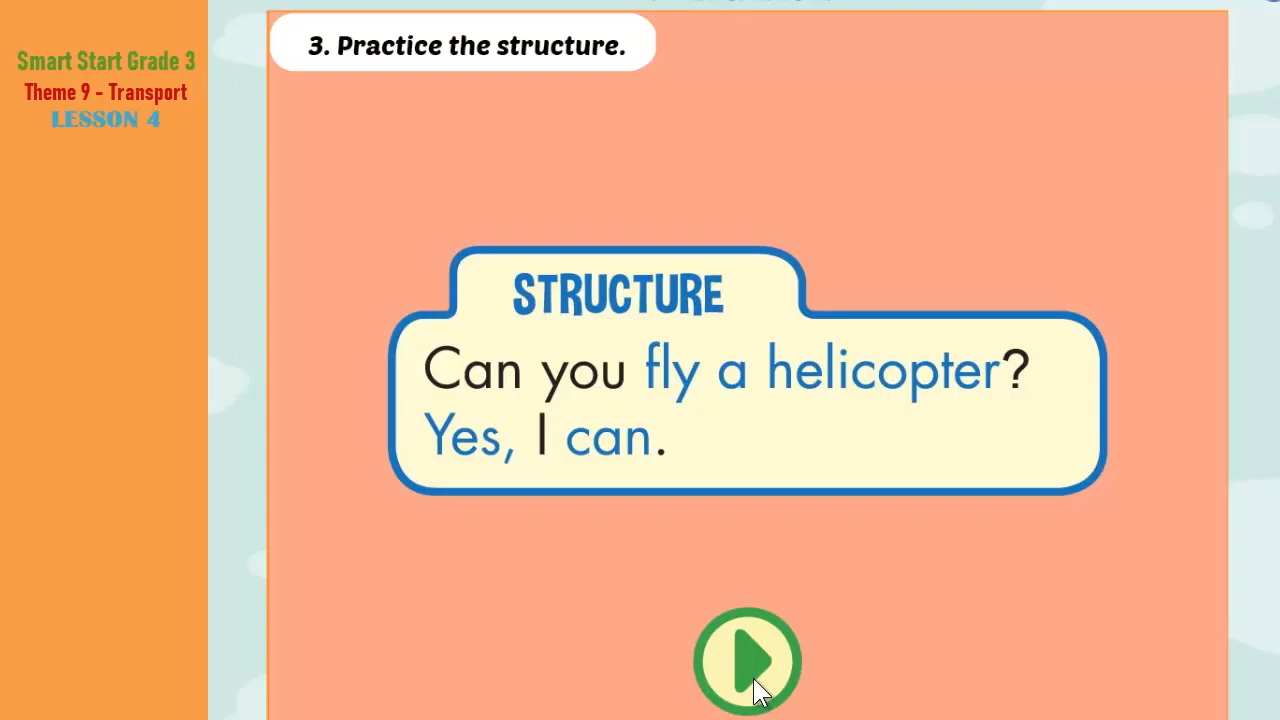 Smart Start Grade 3
Theme 9 - Transport
LESSON 4
3. Practice the structure.
STRUCTURE
Can you fly a helicopter?
Yes, I can.